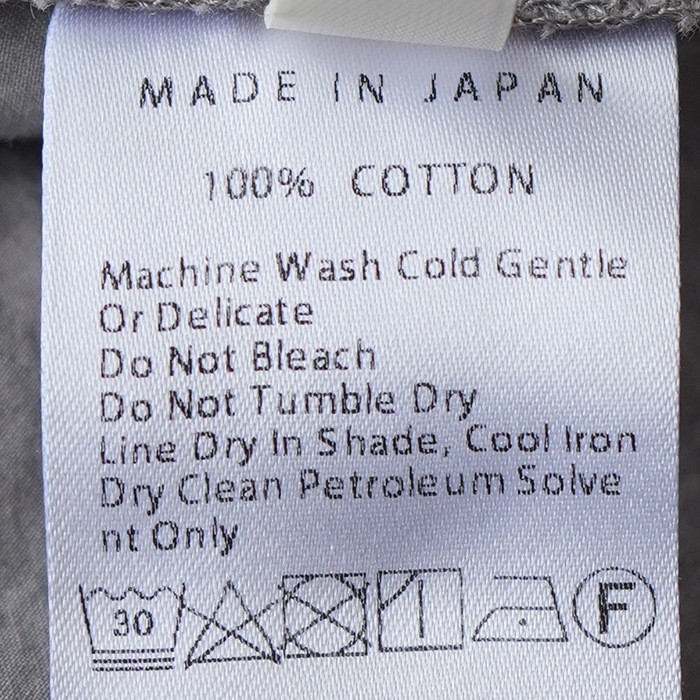 MADE IN JAPAN
100% COTTON
Machine Wash Cold Gentle
Or Delicate
Do Not Bleach
Do Not Tumble Dry
Line Dry In Shade, Cool Iron
Dry Clean Petroleum Solve
nt Only
30 F